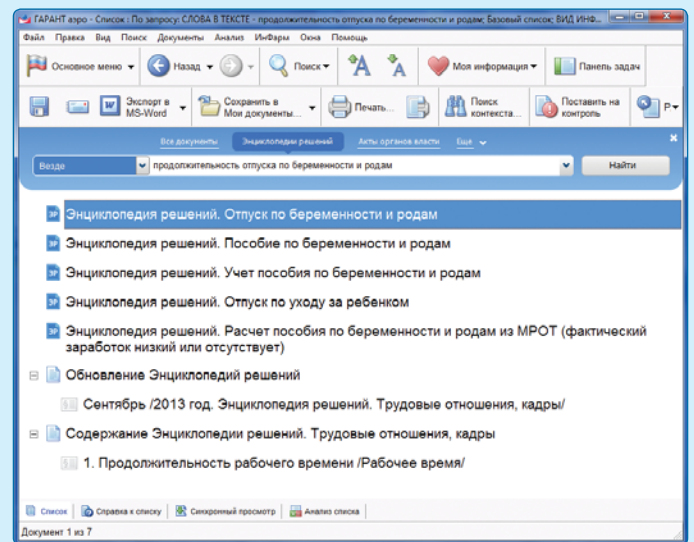 ГАРАНТ аэро - Список : По запросу: СЛОВА В ТЕКСТЕ - продолжительность отпуска по беременности и родам; Базовый список; ВИД ИНФ...
Файл Правка Вид Поиск Документы Анализ ИнФарм Окна Помощь
Основное меню Назад Поиск А А Моя информация Панель задач
W Экспорт в MS-Word Сохранить в Мои документы... Печать... Поиск контекста... Поставить на контроль Р
Все документы Энциклопедии решений Акты органов власти Еще
Везде продолжительность отпуска по беременности и родам Найти
ЭР Энциклопедия решений. Отпуск по беременности и родам
ЭР Энциклопедия решений. Пособие по беременности и родам
ЭР Энциклопедия решений. Учет пособия по беременности и родам
ЭР Энциклопедия решений. Отпуск по уходу за ребенком
ЭР Энциклопедия решений. Расчет пособия по беременности и родам из МРОТ (фактический
заработок низкий или отсутствует)
Обновление Энциклопедий решений
Сентябрь /2013 год. Энциклопедия решений. Трудовые отношения, кадры/
Содержание Энциклопедии решений. Трудовые отношения, кадры
1. Продолжительность рабочего времени /Рабочее время/
Список Справка к списку Синхронный просмотр Анализ списка
Документ 1 из 7